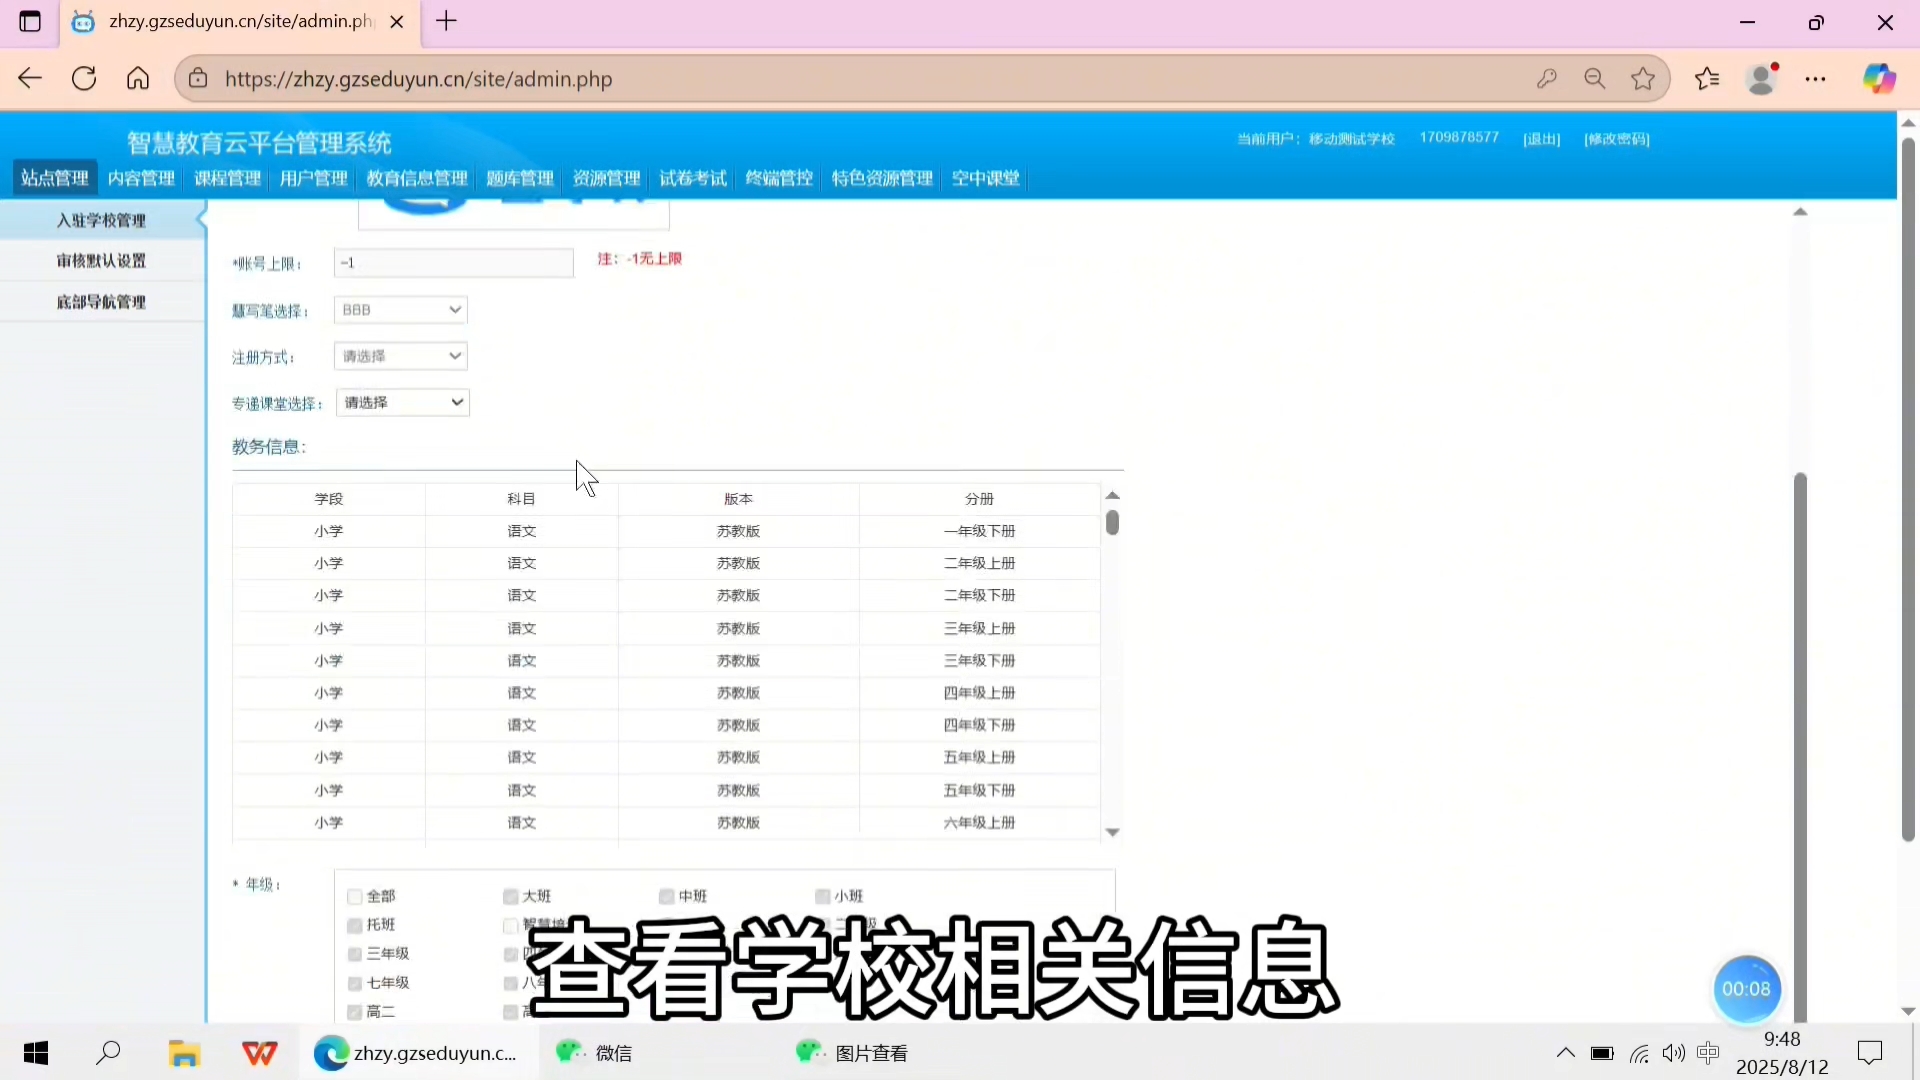 zhzy.gzseduyun.cn/site/admin.ph
https://zhzy.gzseduyun.cn/site/admin.php
智慧教育云平台管理系统
当前用户：移动测试学校 1709878577 [退出] [修改密码]
站点管理 内容管理 课程管理 用户管理 教育信息管理 题库管理 资源管理 试卷考试 终端管控 特色资源管理 空中课堂
入驻学校管理
审核默认设置
底部导航管理
*账号上限： -1 注：-1无上限
慧写笔选择： BBB
注册方式： 请选择
专递课堂选择： 请选择
教务信息：
学段 科目 版本 分册
小学 语文 苏教版 一年级下册
小学 语文 苏教版 二年级上册
小学 语文 苏教版 二年级下册
小学 语文 苏教版 三年级上册
小学 语文 苏教版 三年级下册
小学 语文 苏教版 四年级上册
小学 语文 苏教版 四年级下册
小学 语文 苏教版 五年级上册
小学 语文 苏教版 五年级下册
小学 语文 苏教版 六年级上册
* 年级：
全部 大班 中班 小班
托班
三年级
七年级
高二
查看学校相关信息
00:08
zhzy.gzseduyun.c... 微信 图片查看
中
9:48
2025/8/12